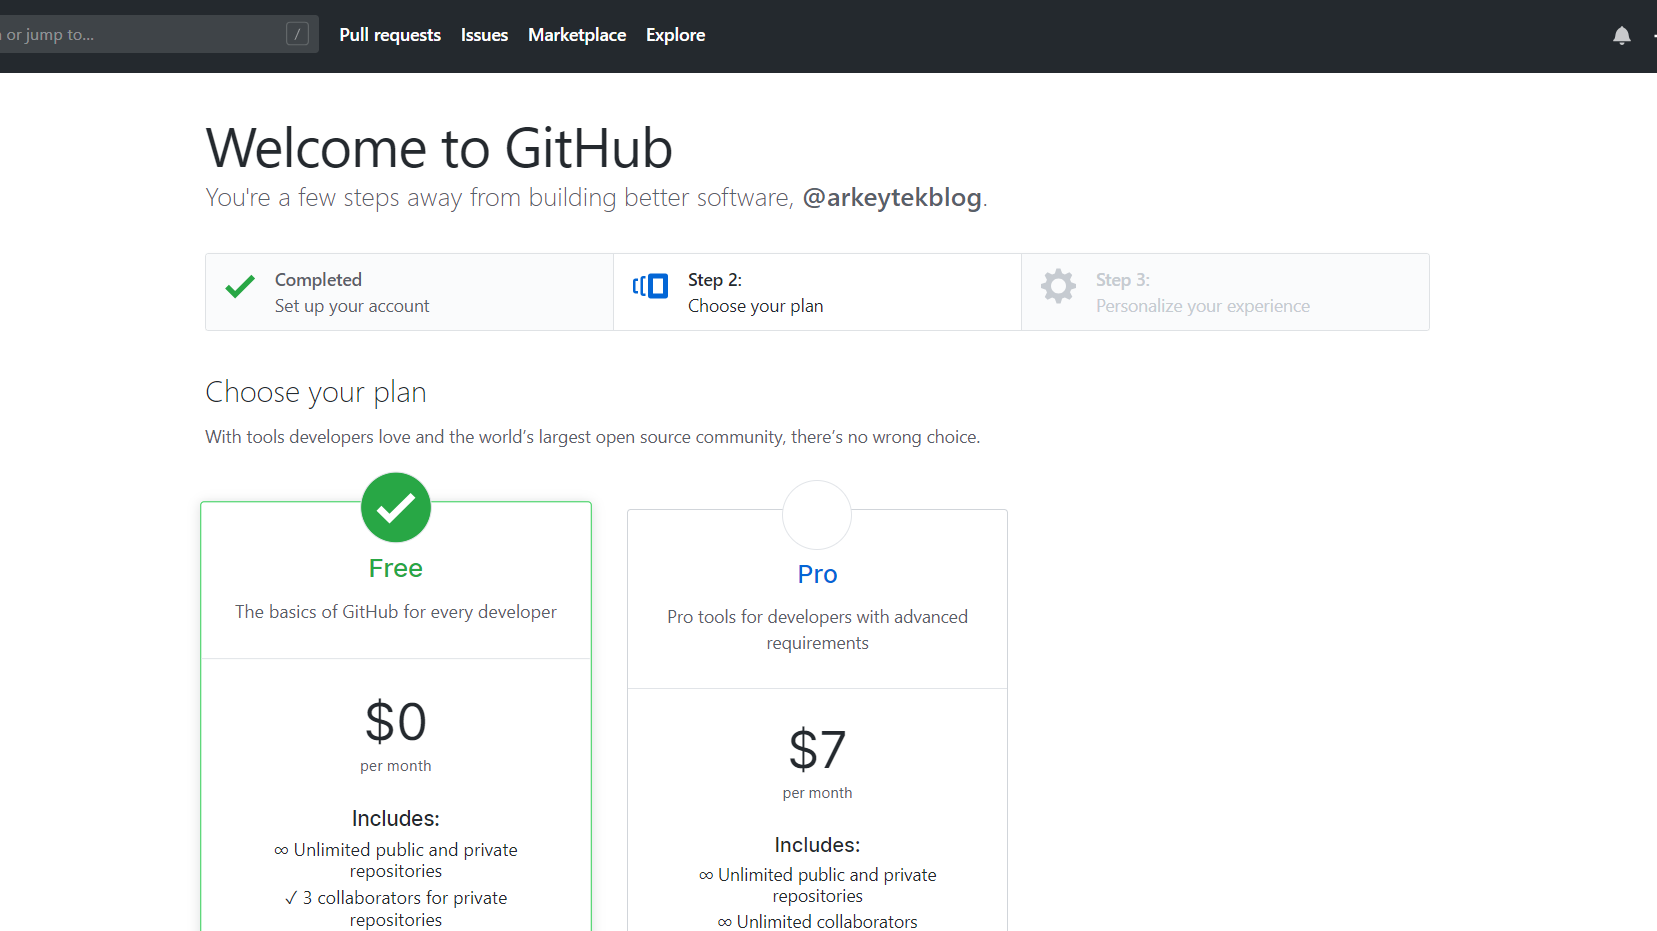 or jump to...
/
Pull requests Issues Marketplace Explore
Welcome to GitHub
You're a few steps away from building better software, @arkeytekblog.
Completed
Set up your account
Step 2:
Choose your plan
Step 3:
Personalize your experience
Choose your plan
With tools developers love and the world’s largest open source community, there’s no wrong choice.
Free
The basics of GitHub for every developer
$0
per month
Includes:
∞ Unlimited public and private
repositories
✓ 3 collaborators for private
repositories
Pro
Pro tools for developers with advanced
requirements
$7
per month
Includes:
∞ Unlimited public and private
repositories
∞ Unlimited collaborators